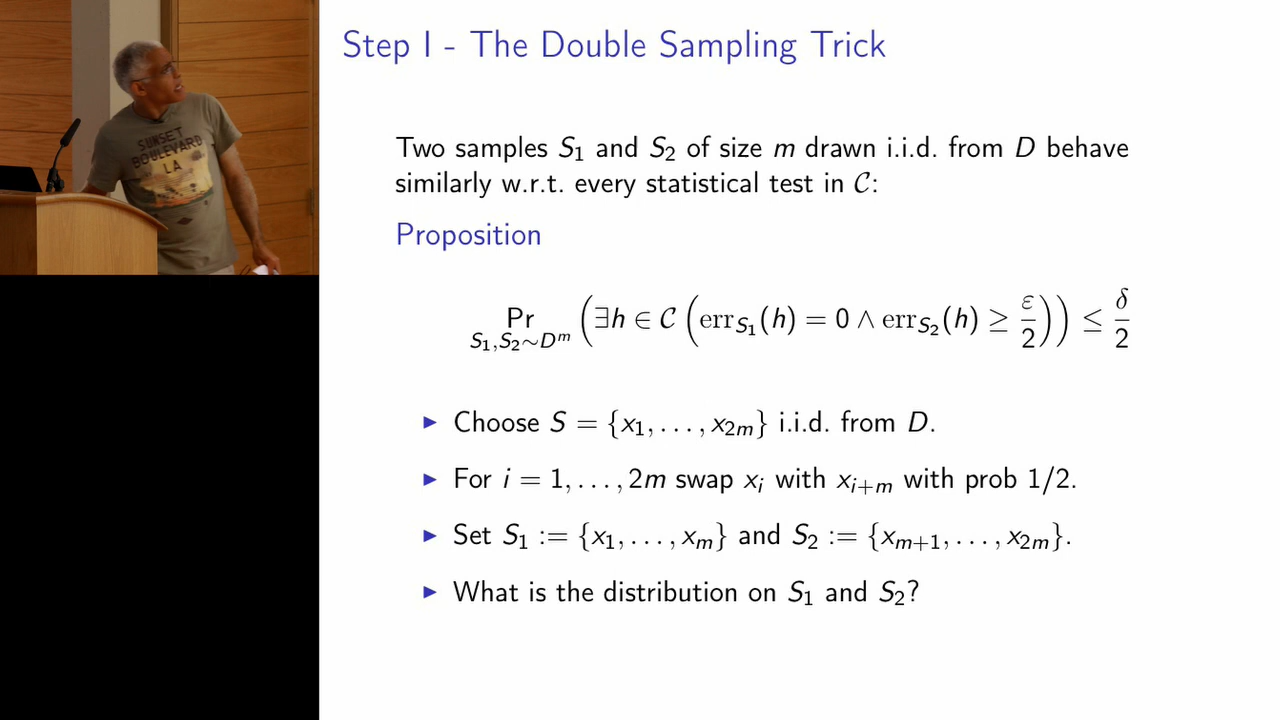 SUNSET
BOULEVARD
LA
Step I - The Double Sampling Trick
Two samples S₁ and S₂ of size m drawn i.i.d. from D behave
similarly w.r.t. every statistical test in 𝒞:
Proposition
Pr_{S₁,S₂∼Dᵐ} (∃h ∈ 𝒞 (err_{S₁}(h) = 0 ∧ err_{S₂}(h) ≥ ε/2)) ≤ δ/2
▶ Choose S = {x₁, . . . , x₂ₘ} i.i.d. from D.
▶ For i = 1, . . . , 2m swap xᵢ with xᵢ₊ₘ with prob 1/2.
▶ Set S₁ := {x₁, . . . , xₘ} and S₂ := {xₘ₊₁, . . . , x₂ₘ}.
▶ What is the distribution on S₁ and S₂?